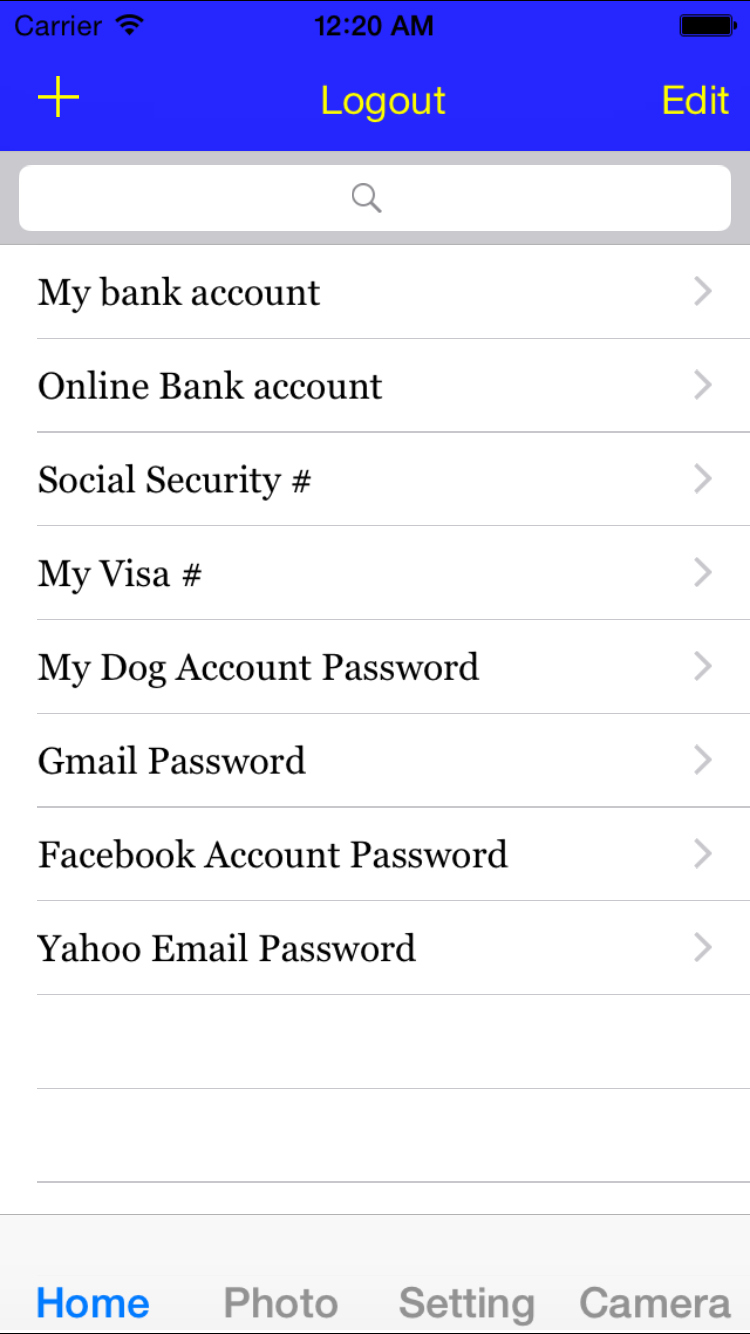 Carrier 12:20 AM
Logout Edit
My bank account
Online Bank account
Social Security #
My Visa #
My Dog Account Password
Gmail Password
Facebook Account Password
Yahoo Email Password
Home Photo Setting Camera